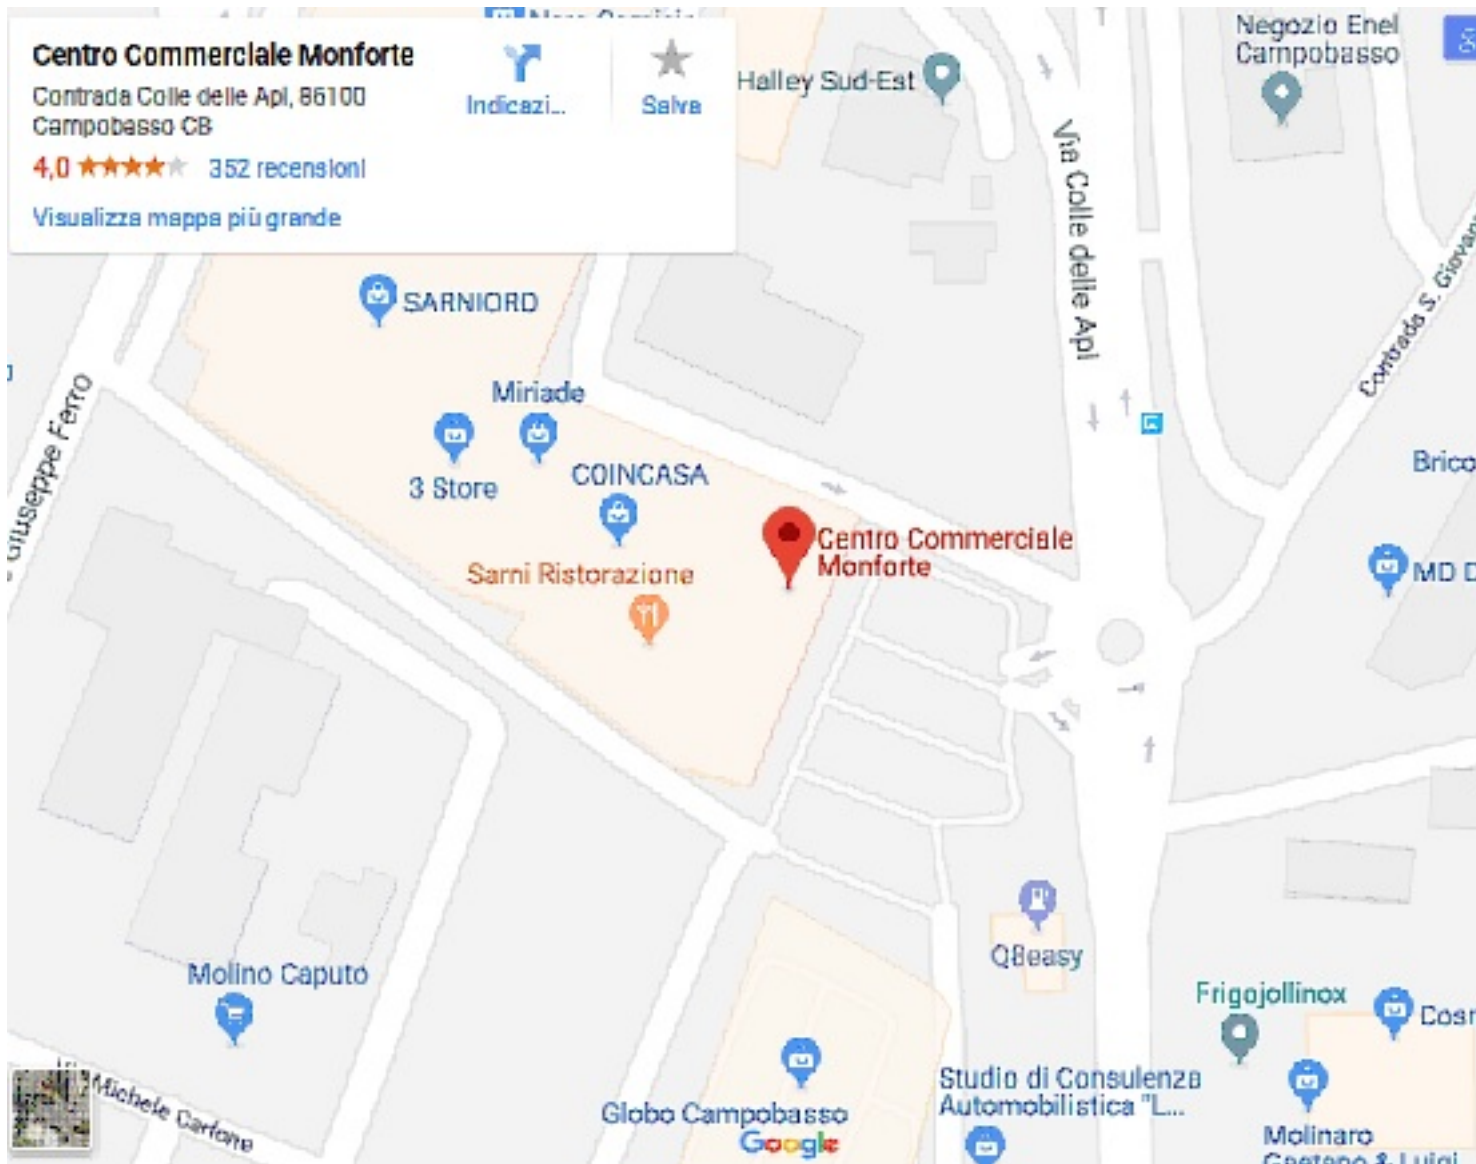 Centro Commerciale Monforte
Contrada Colle delle Api, 86100
Campobasso CB
4,0
352 recensioni
Visualizza mappa più grande
Indicazi...
Salva
Halley Sud-Est
Negozio Enel
Campobasso
Via Colle delle Api
SARNIORD
Contrada S.
Miriade
Giuseppe Ferro
3 Store
COINCASA
Brico
Centro Commerciale
Monforte
MD
Sarni Ristorazione
Q8easy
Molino Caputo
Frigojollinox
Michele Carfone
Globo Campobasso
Google
Studio di Consulenza
Automobilistica "L...
Molinaro